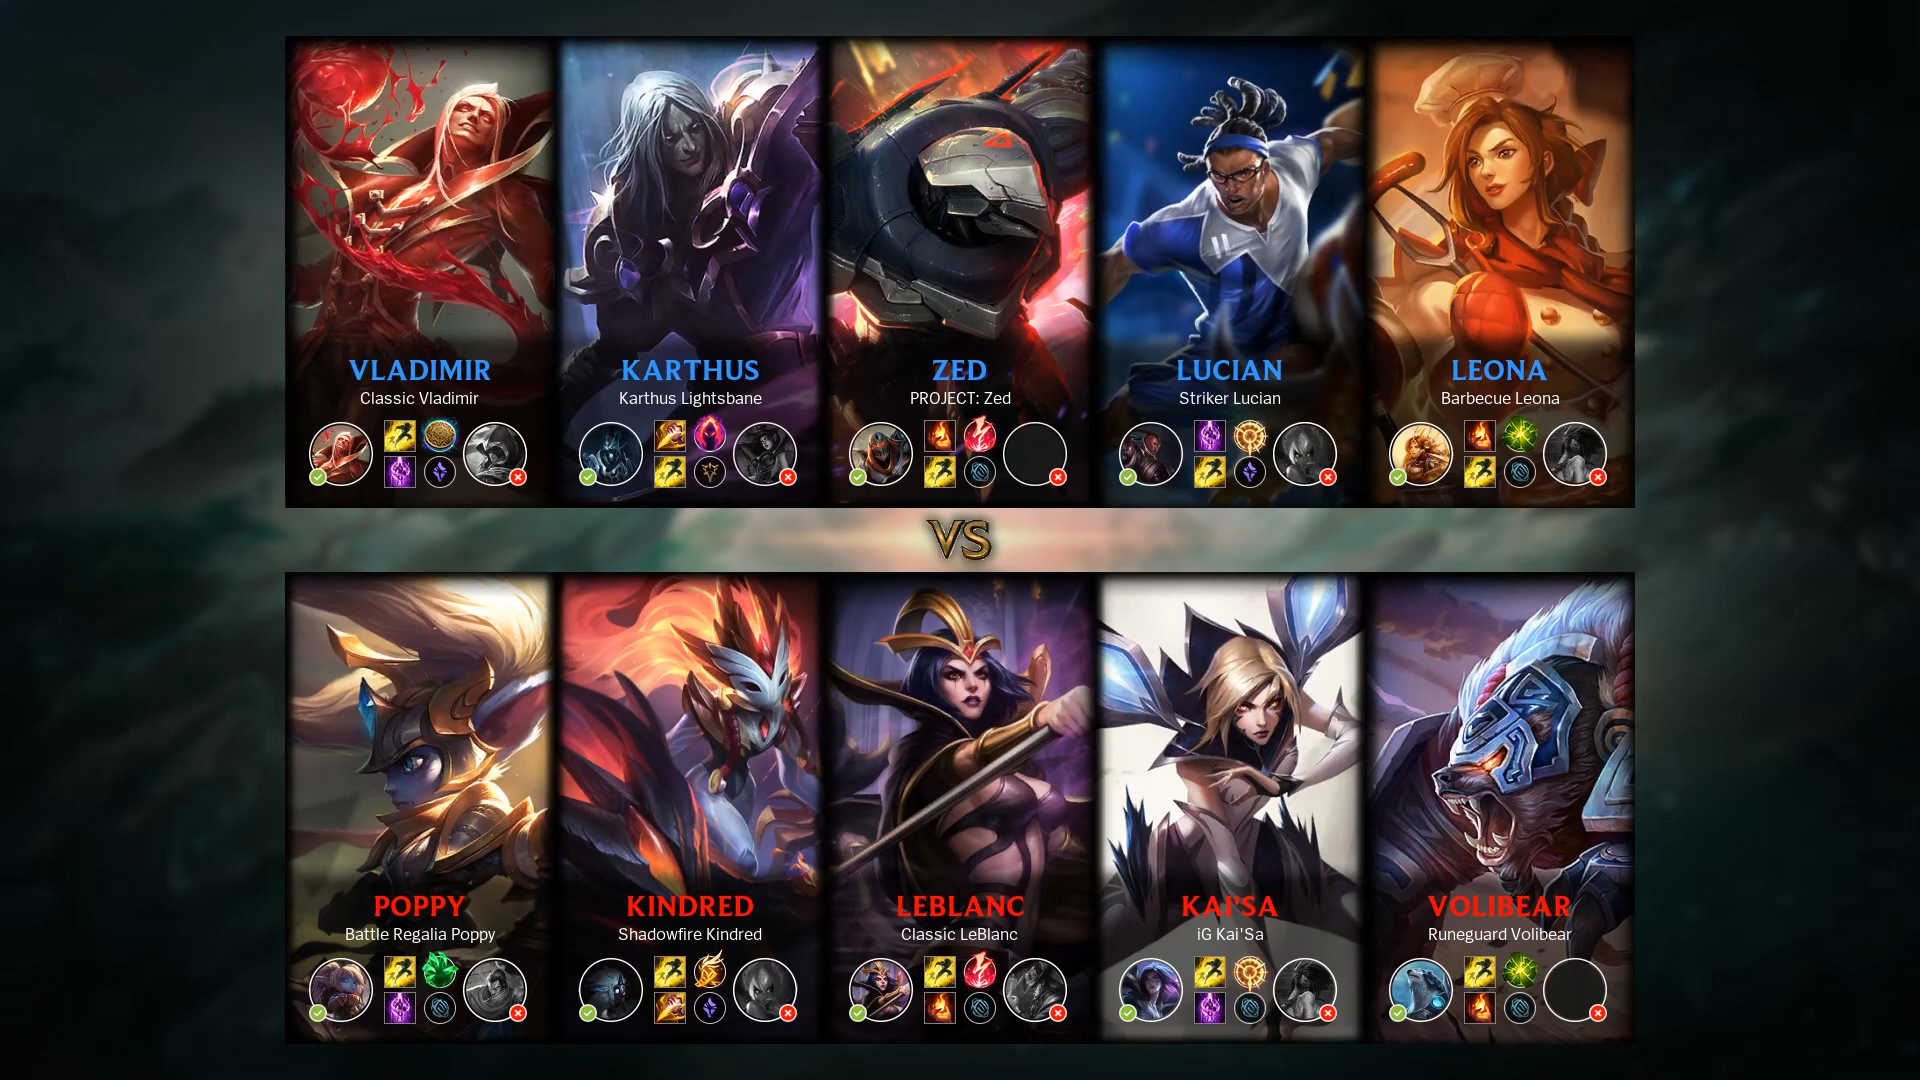 VLADIMIR
Classic Vladimir
KARTHUS
Karthus Lightsbane
ZED
PROJECT: Zed
LUCIAN
Striker Lucian
LEONA
Barbecue Leona
VS
POPPY
Battle Regalia Poppy
KINDRED
Shadowfire Kindred
LEBLANC
Classic LeBlanc
KAI'SA
iG Kai'Sa
VOLIBEAR
Runeguard Volibear